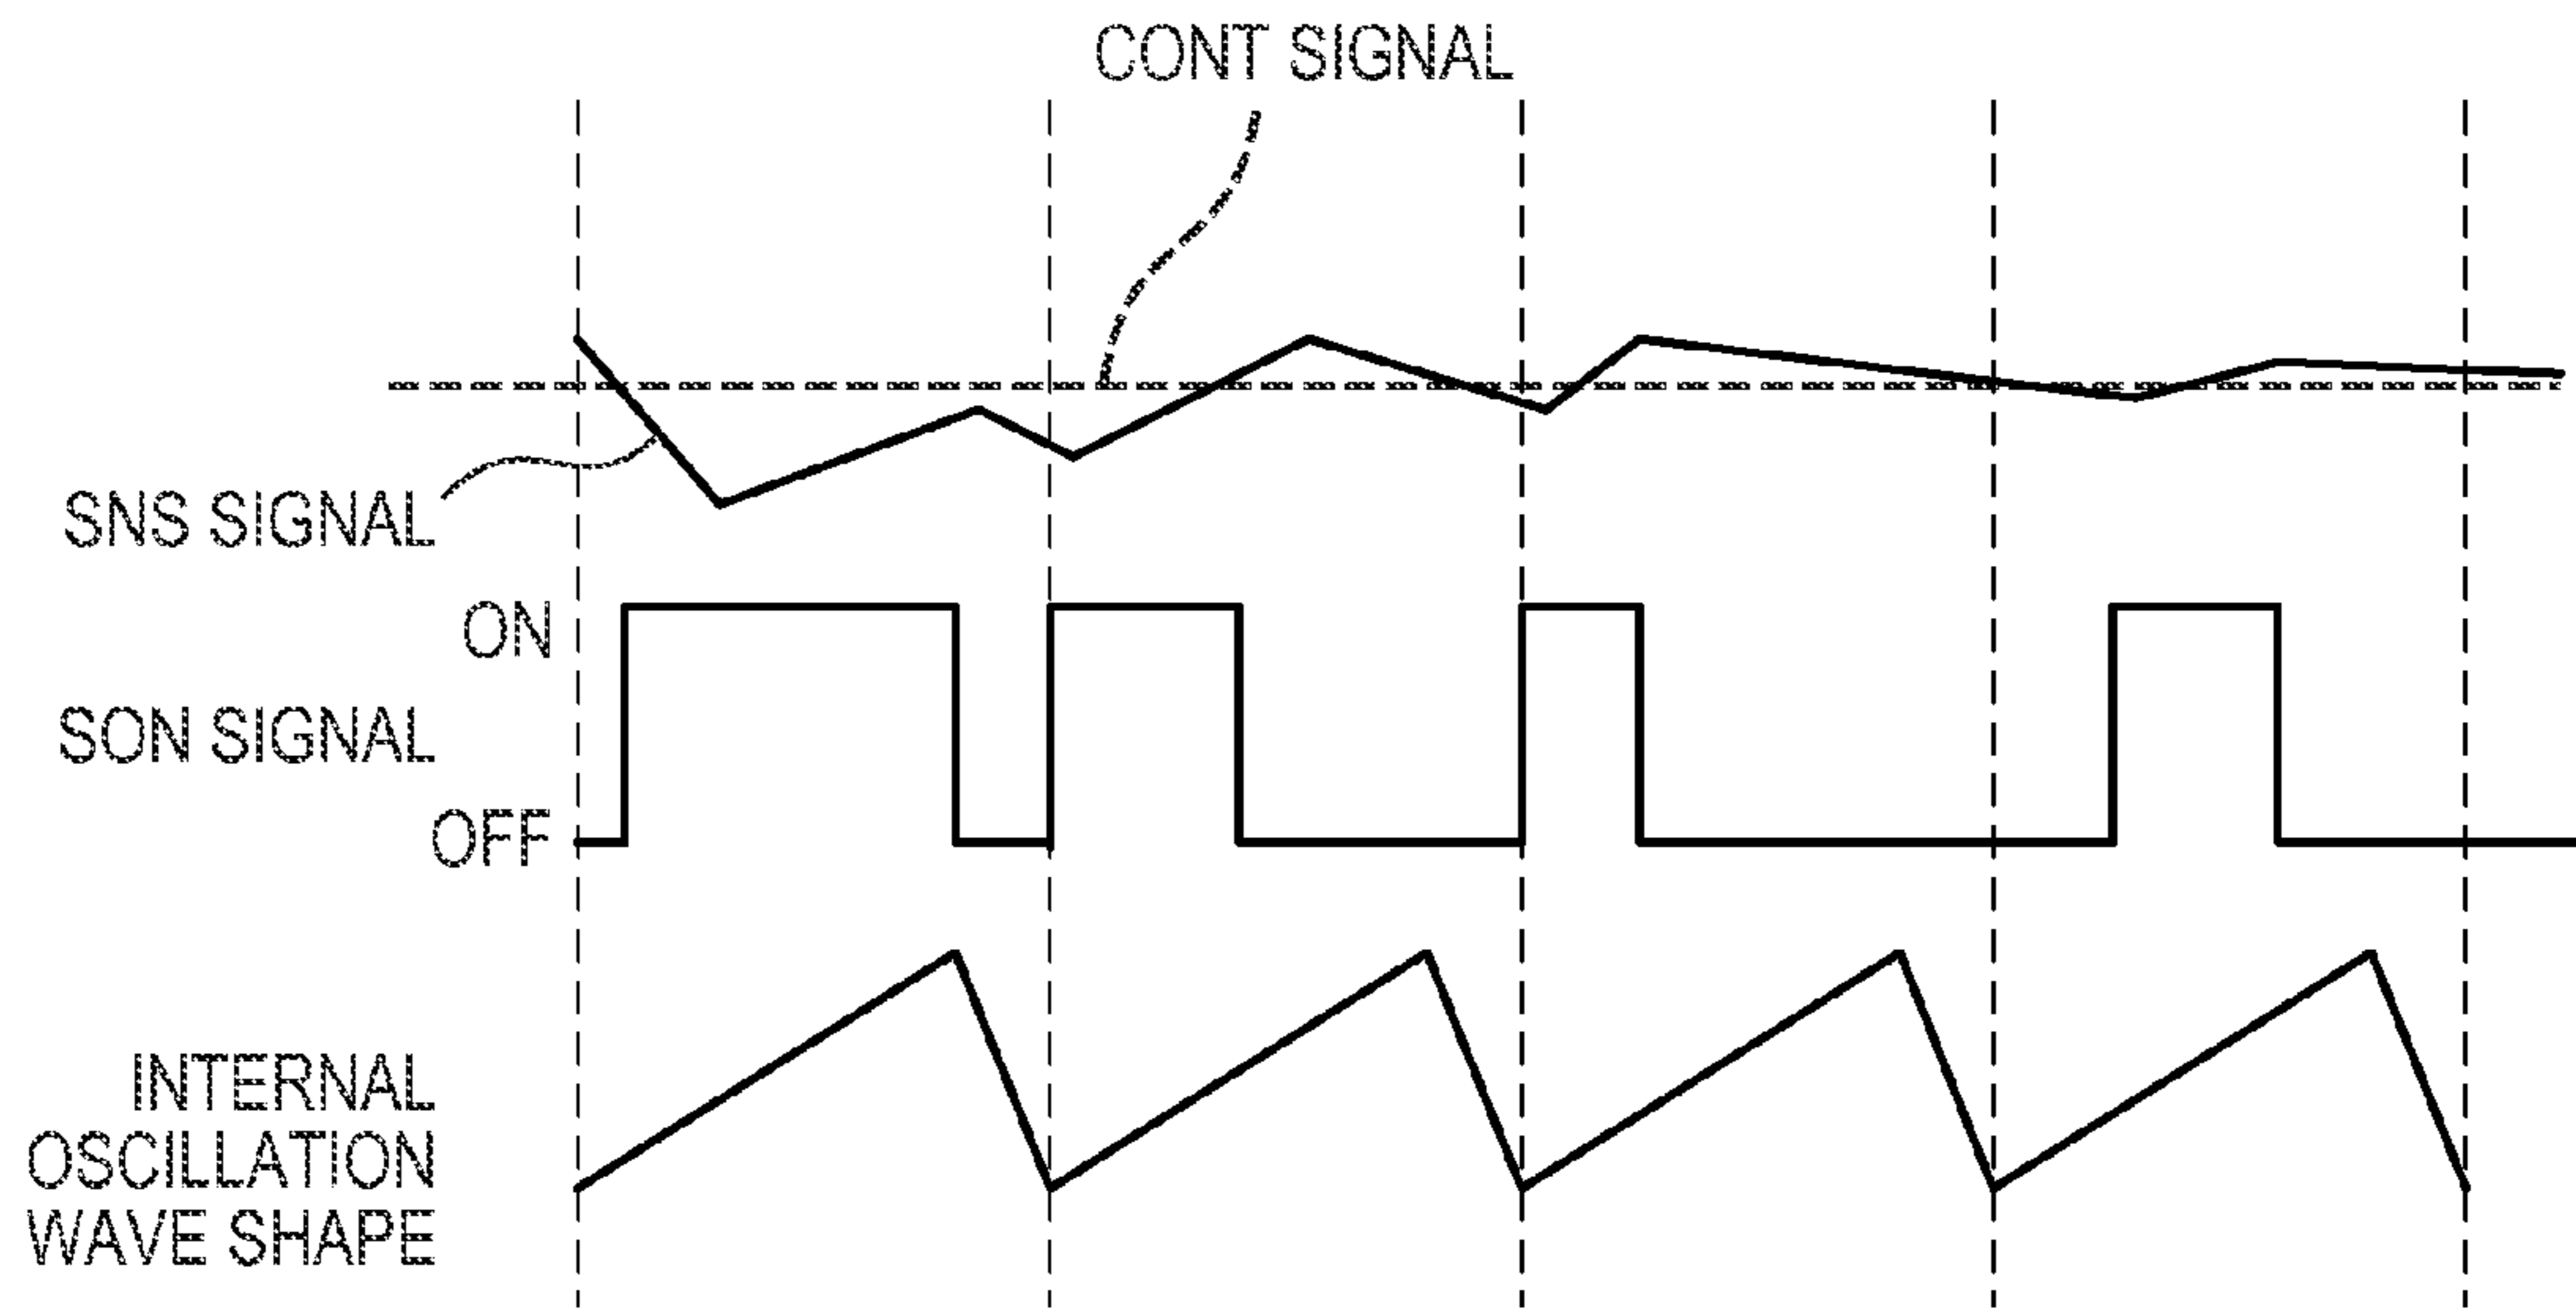 CONT SIGNAL
SNS SIGNAL
ON
SON SIGNAL
OFF
INTERNAL
OSCILLATION
WAVE SHAPE